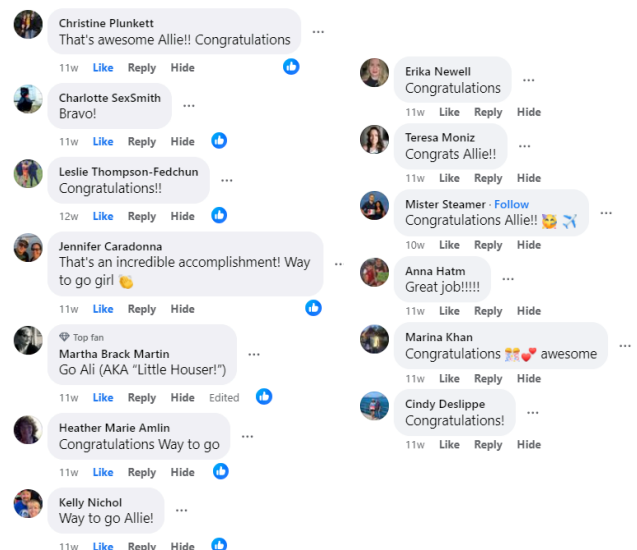 Christine Plunkett
That's awesome Allie!! Congratulations
11w Like Reply Hide
Charlotte SexSmith
Bravo!
11w Like Reply Hide
Leslie Thompson-Fedchun
Congratulations!!
12w Like Reply Hide
Jennifer Caradonna
That's an incredible accomplishment! Way
to go girl 👏
11w Like Reply Hide
Top fan
Martha Brack Martin
Go Ali (AKA “Little Houser!”)
11w Like Reply Hide Edited
Heather Marie Amlin
Congratulations Way to go
11w Like Reply Hide
Kelly Nichol
Way to go Allie!
11w Like Reply Hide
Erika Newell
Congratulations
11w Like Reply Hide
Teresa Moniz
Congrats Allie!!
11w Like Reply Hide
Mister Steamer · Follow
Congratulations Allie!! 🥰 ✈️
10w Like Reply Hide
Anna Hatm
Great job!!!!!
11w Like Reply Hide
Marina Khan
Congratulations 🎊💕 awesome
11w Like Reply Hide
Cindy Deslippe
Congratulations!
11w Like Reply Hide